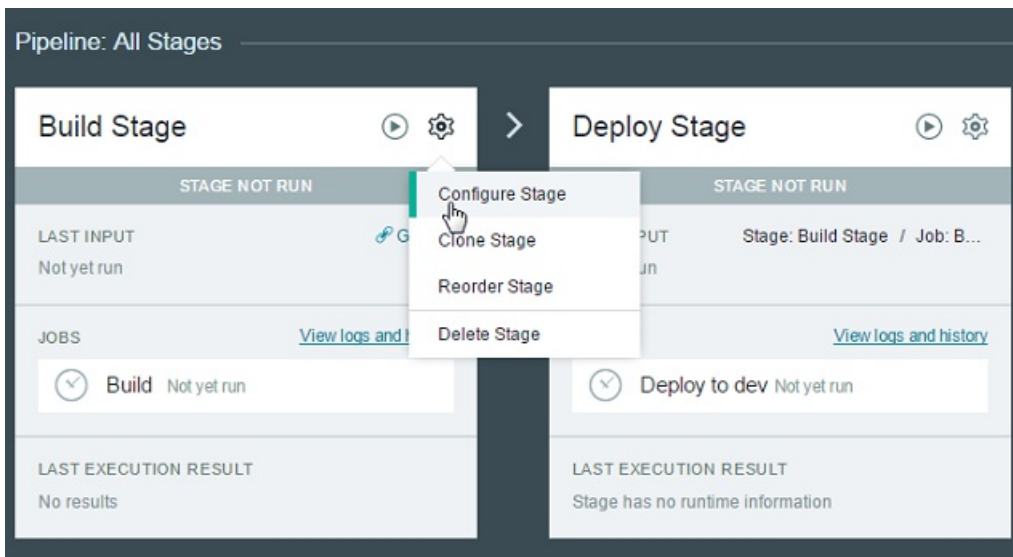 Pipeline: All Stages
Build Stage
STAGE NOT RUN
LAST INPUT
Not yet run
JOBS
View logs and
Build Not yet run
LAST EXECUTION RESULT
No results
Configure Stage
Clone Stage
Reorder Stage
Delete Stage
Deploy Stage
STAGE NOT RUN
Stage: Build Stage / Job: B...
View logs and history
Deploy to dev Not yet run
LAST EXECUTION RESULT
Stage has no runtime information